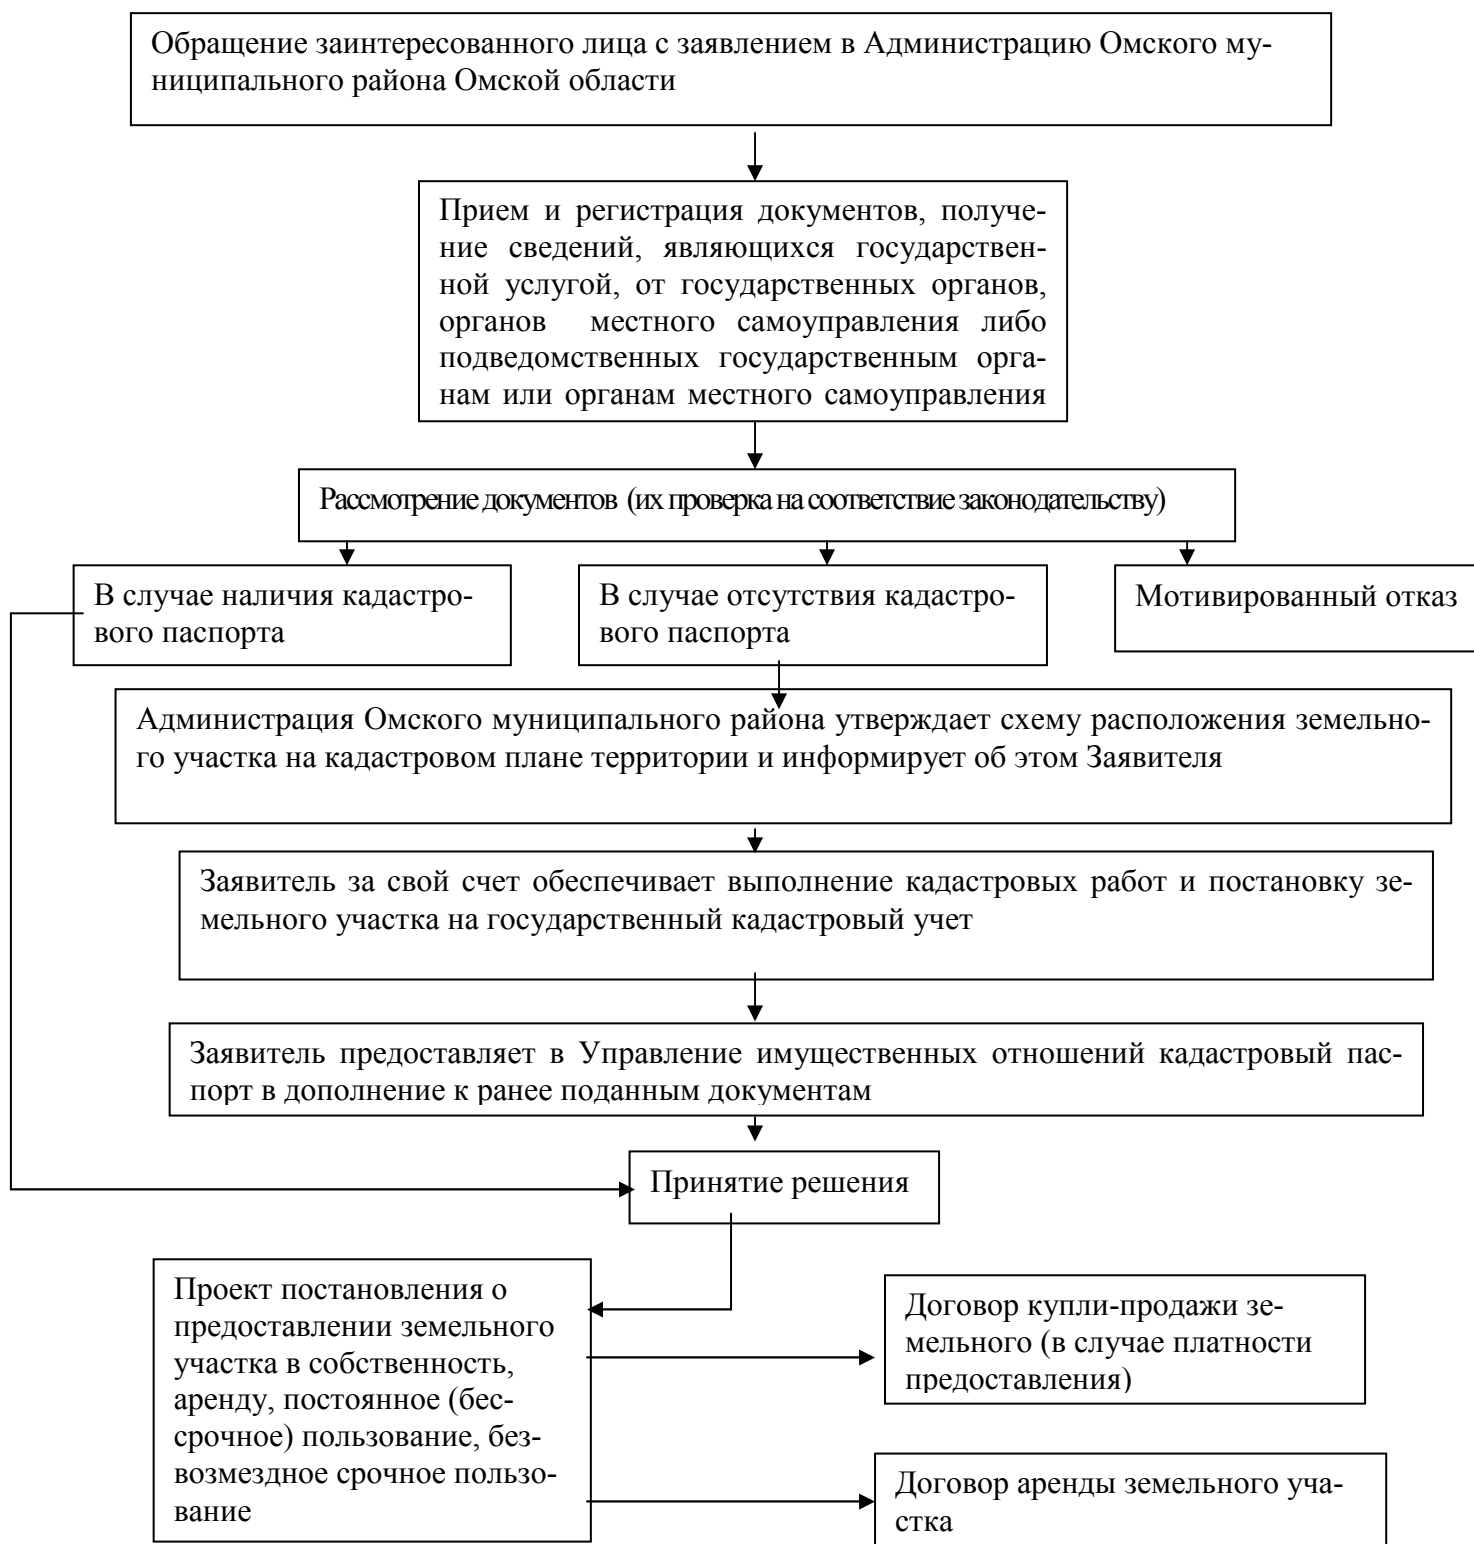 Обращение заинтересованного лица с заявлением в Администрацию Омского му-
ниципального района Омской области
Прием и регистрация документов, получе-
ние сведений, являющихся государствен-
ной услугой, от государственных органов,
органов местного самоуправления либо
подведомственных государственным орга-
нам или органам местного самоуправления
Рассмотрение документов (их проверка на соответствие законодательству)
В случае наличия кадастро-
вого паспорта
В случае отсутствия кадастро-
вого паспорта
Мотивированный отказ
Администрация Омского муниципального района утверждает схему расположения земельно-
го участка на кадастровом плане территории и информирует об этом Заявителя
Заявитель за свой счет обеспечивает выполнение кадастровых работ и постановку зе-
мельного участка на государственный кадастровый учет
Заявитель предоставляет в Управление имущественных отношений кадастровый пас-
порт в дополнение к ранее поданным документам
Принятие решения
Проект постановления о
предоставлении земельного
участка в собственность,
аренду, постоянное (бес-
срочное) пользование, без-
возмездное срочное пользо-
вание
Договор купли-продажи зе-
мельного (в случае платности
предоставления)
Договор аренды земельного уча-
стка